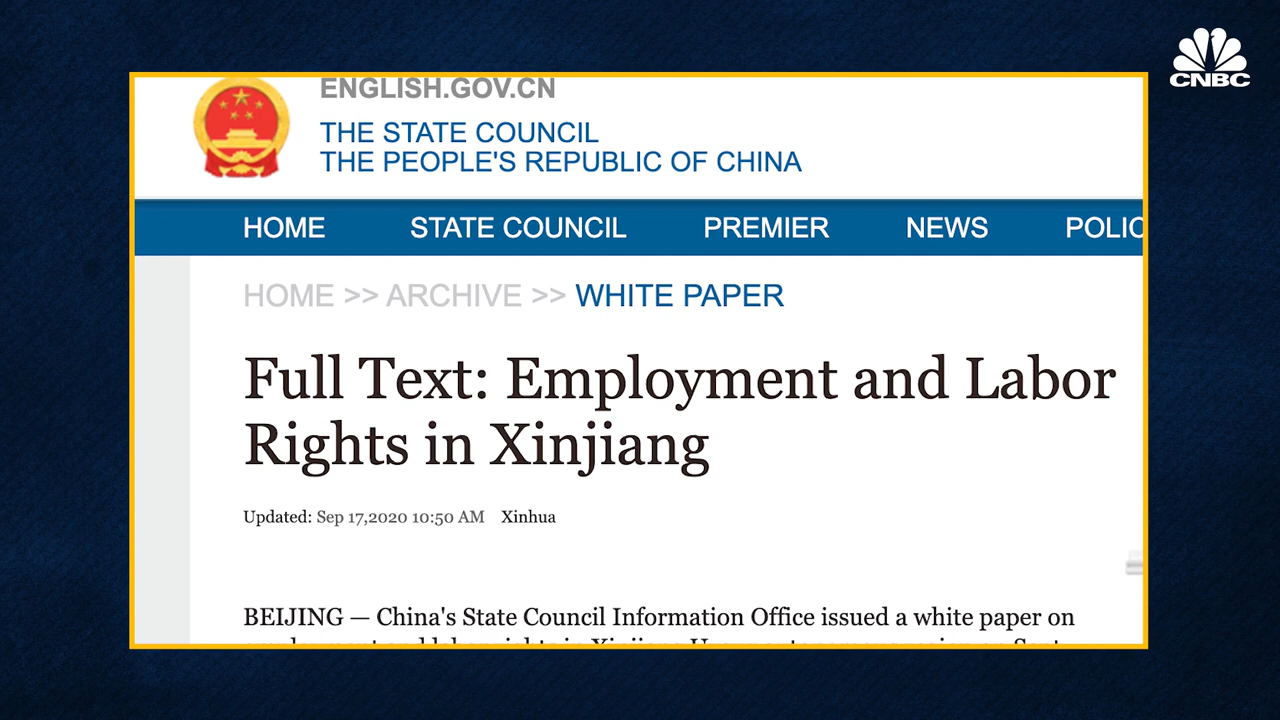 CNBC
ENGLISH.GOV.CN
THE STATE COUNCIL
THE PEOPLE'S REPUBLIC OF CHINA
HOME STATE COUNCIL PREMIER NEWS POLIC
HOME >> ARCHIVE >> WHITE PAPER
Full Text: Employment and Labor
Rights in Xinjiang
Updated: Sep 17,2020 10:50 AM Xinhua
BEIJING — China's State Council Information Office issued a white paper on